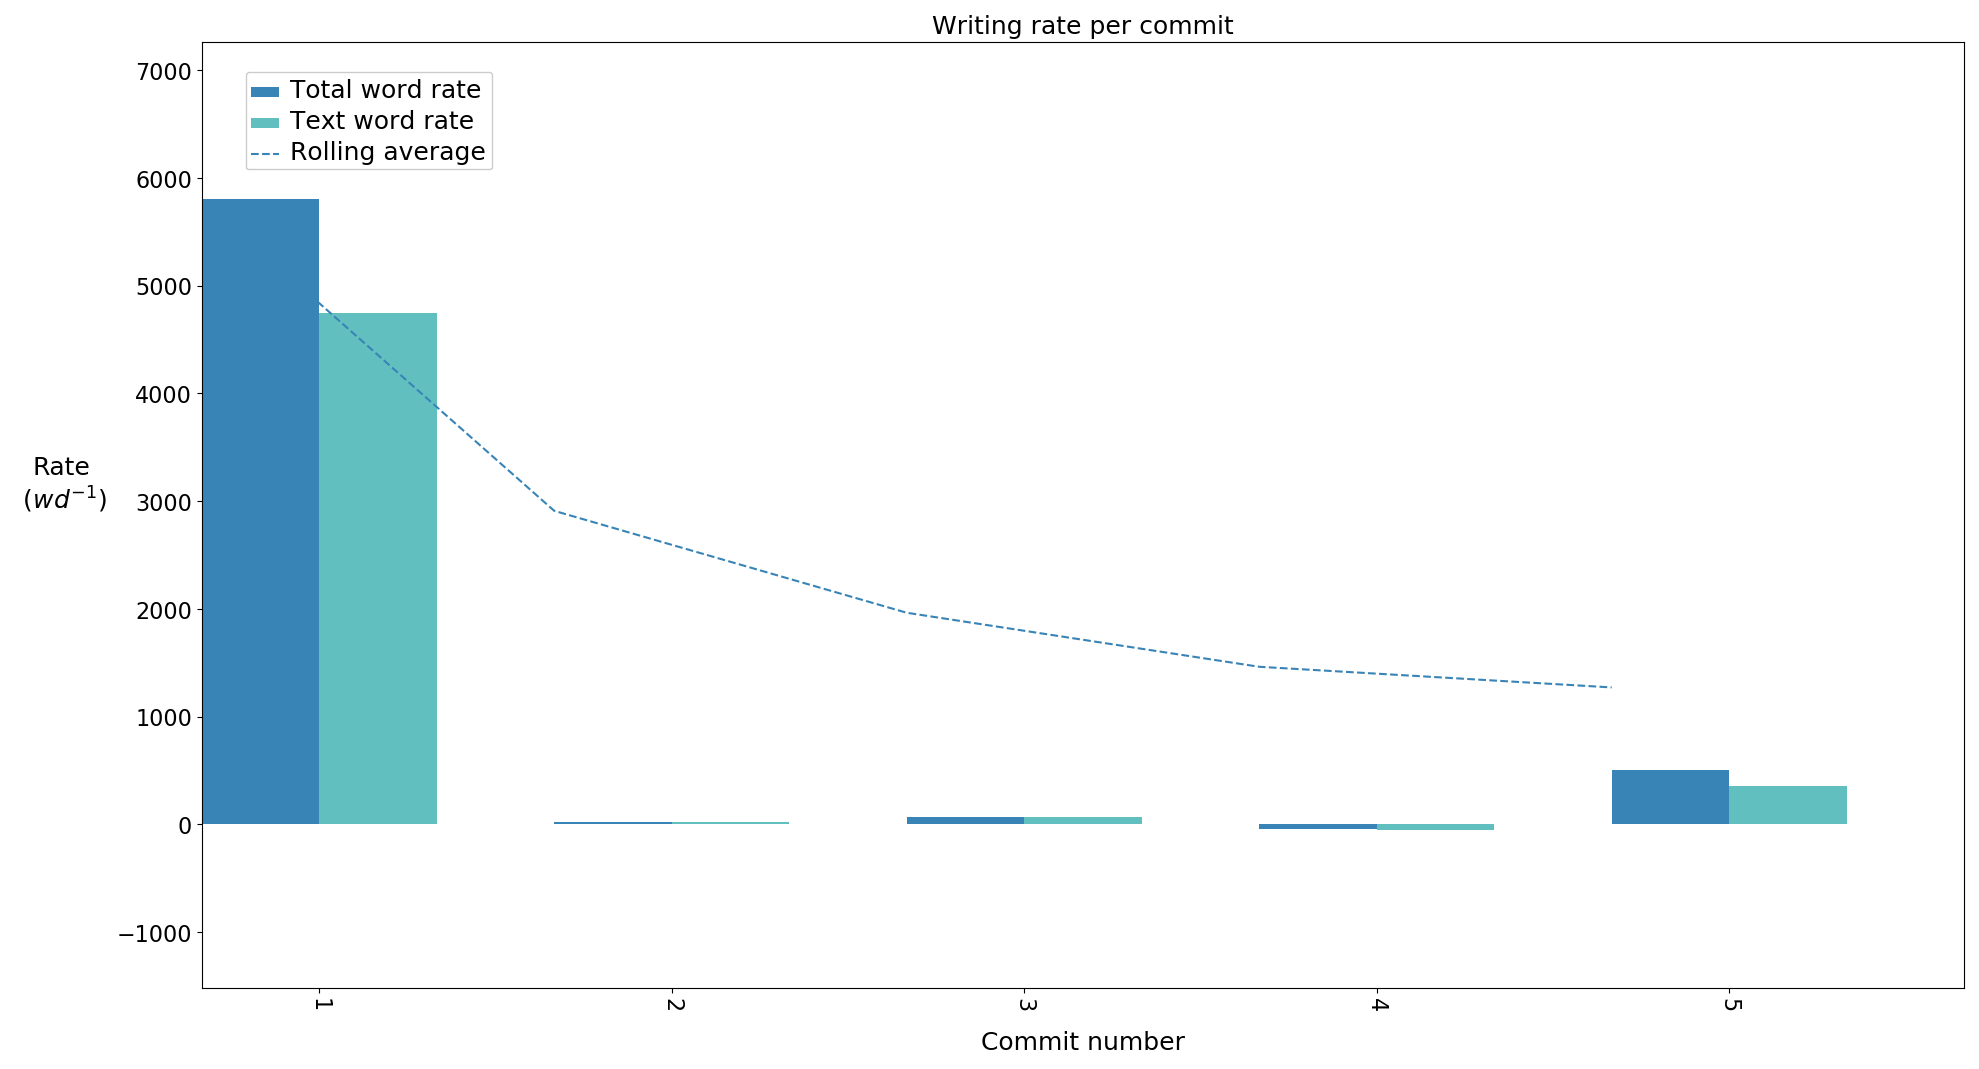 Writing rate per commit
7000
6000
5000
4000
3000
2000
1000
0
−1000
Total word rate
Text word rate
Rolling average
Rate
(wd⁻¹)
1
2
3
4
5
Commit number